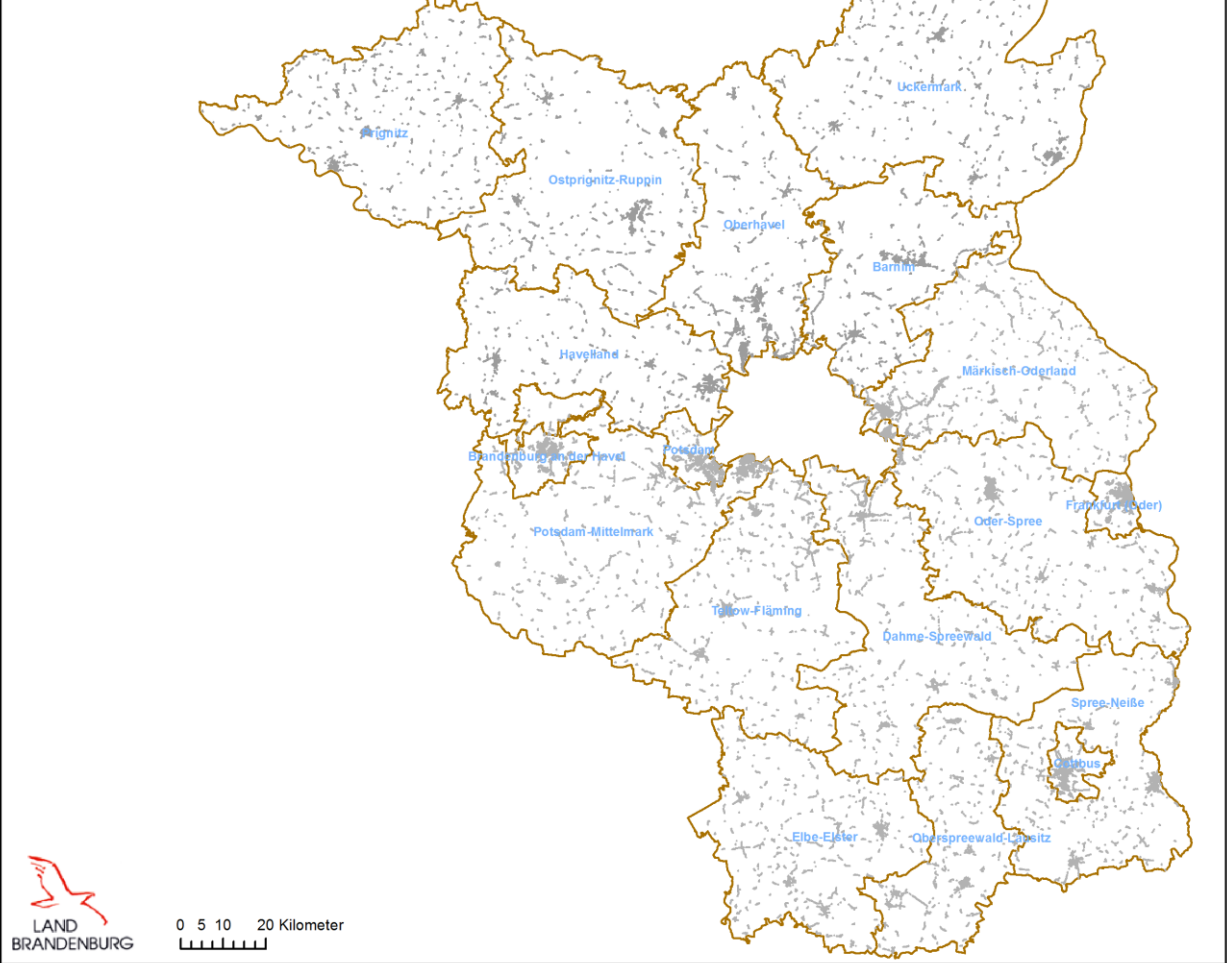 Uckermark
Prignitz
Ostprignitz-Ruppin
Oberhavel
Barnim
Havelland
Märkisch-Oderland
Potsdam
Brandenburg an der Havel
Frankfurt (Oder)
Oder-Spree
Potsdam-Mittelmark
Teltow-Fläming
Dahme-Spreewald
Spree-Neiße
Cottbus
Elbe-Elster
Oberspreewald-Lausitz
LAND
BRANDENBURG
0 5 10 20 Kilometer